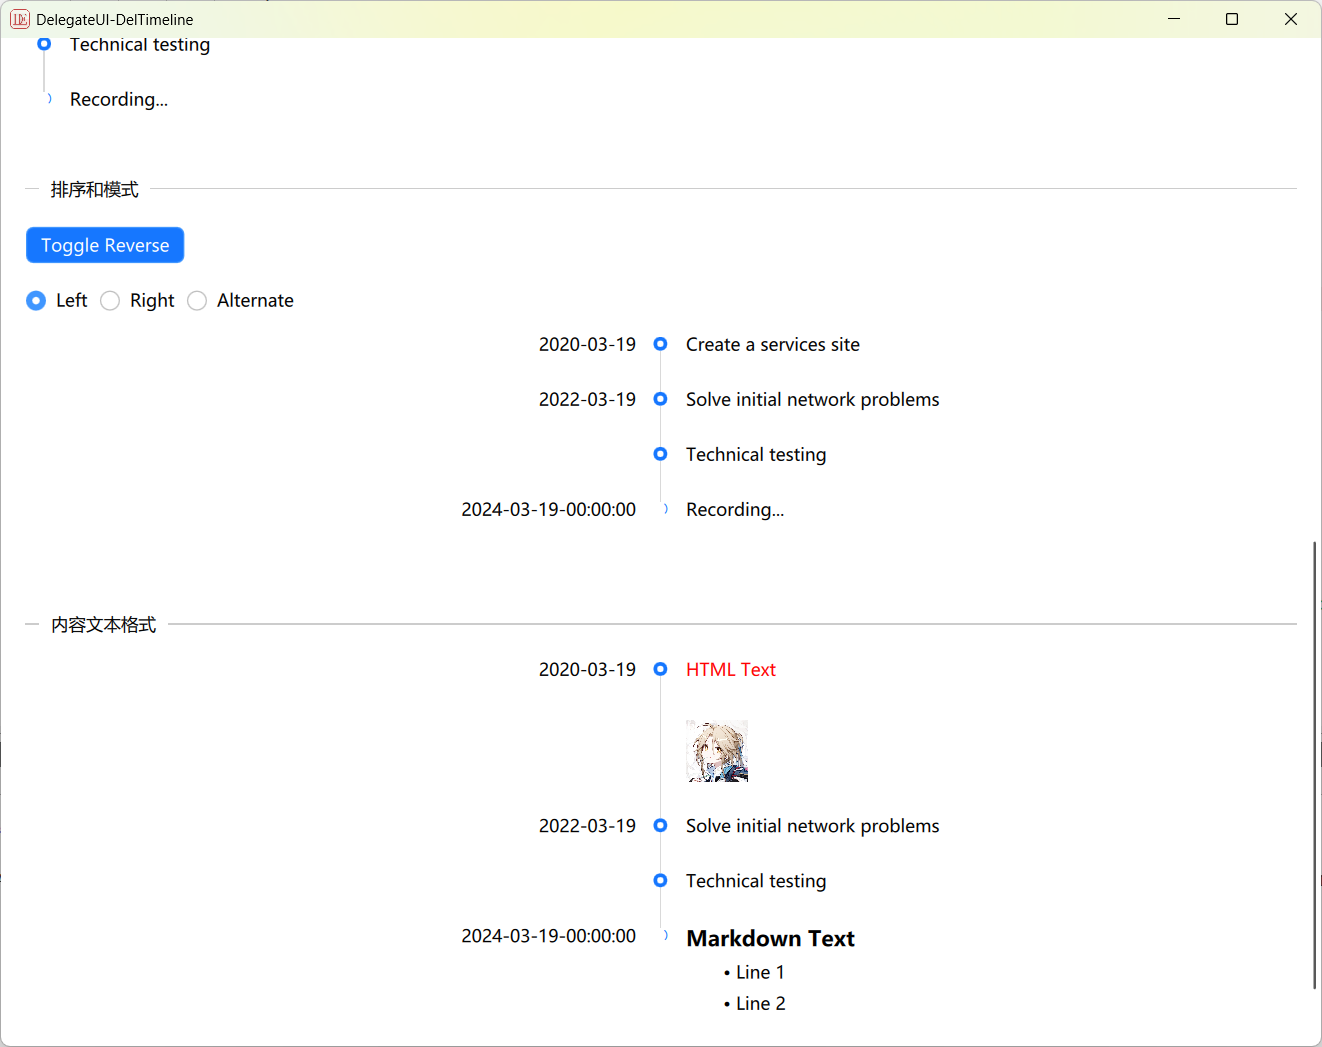 DelegateUI-DelTimeline
Technical testing
Recording...
排序和模式
Toggle Reverse
Left Right Alternate
2020-03-19 Create a services site
2022-03-19 Solve initial network problems
Technical testing
2024-03-19-00:00:00 Recording...
内容文本格式
2020-03-19 HTML Text
2022-03-19 Solve initial network problems
Technical testing
2024-03-19-00:00:00 Markdown Text
• Line 1
• Line 2